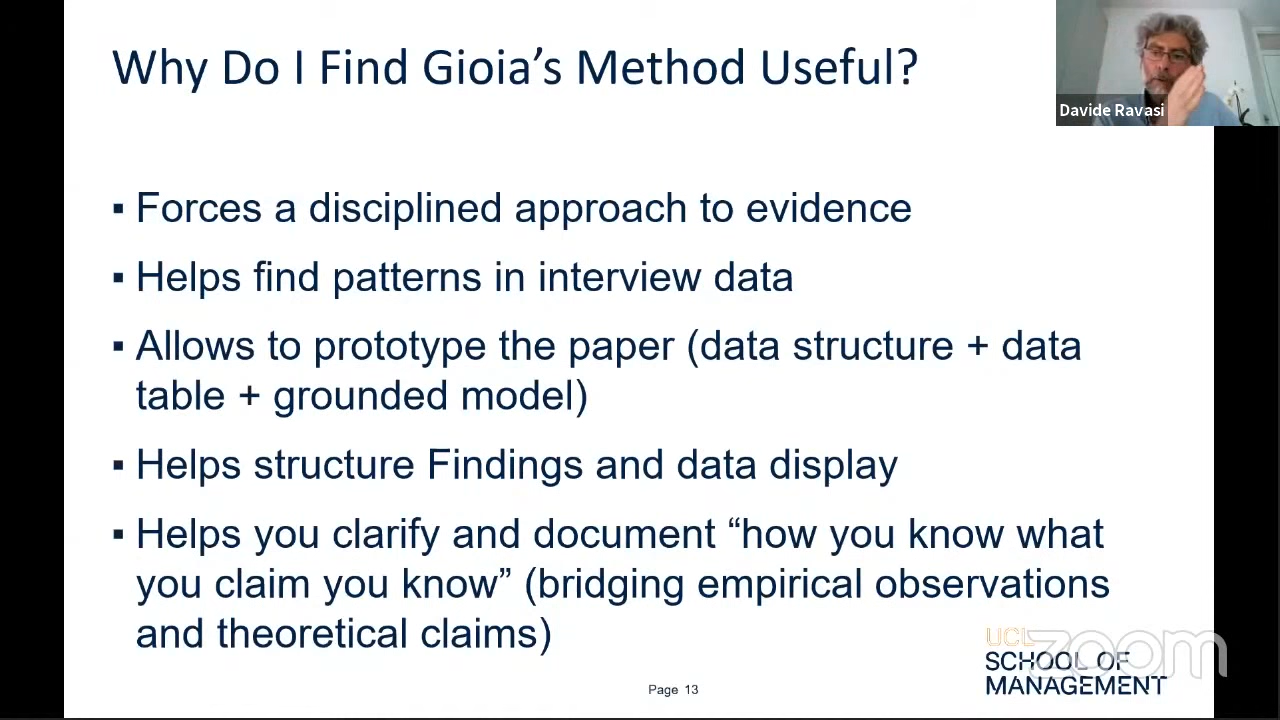 Why Do I Find Gioia’s Method Useful?
Davide Ravasi
▪ Forces a disciplined approach to evidence
▪ Helps find patterns in interview data
▪ Allows to prototype the paper (data structure + data
table + grounded model)
▪ Helps structure Findings and data display
▪ Helps you clarify and document “how you know what
you claim you know” (bridging empirical observations
and theoretical claims)
UCL
SCHOOL OF
MANAGEMENT
zoom
Page 13